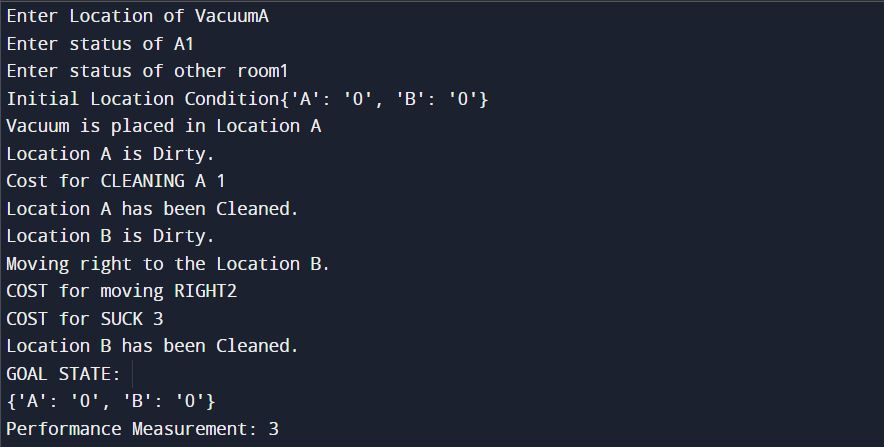 Enter Location of VacuumA
Enter status of A1
Enter status of other room1
Initial Location Condition{'A': '0', 'B': '0'}
Vacuum is placed in Location A
Location A is Dirty.
Cost for CLEANING A 1
Location A has been Cleaned.
Location B is Dirty.
Moving right to the Location B.
COST for moving RIGHT2
COST for SUCK 3
Location B has been Cleaned.
GOAL STATE:
{'A': '0', 'B': '0'}
Performance Measurement: 3